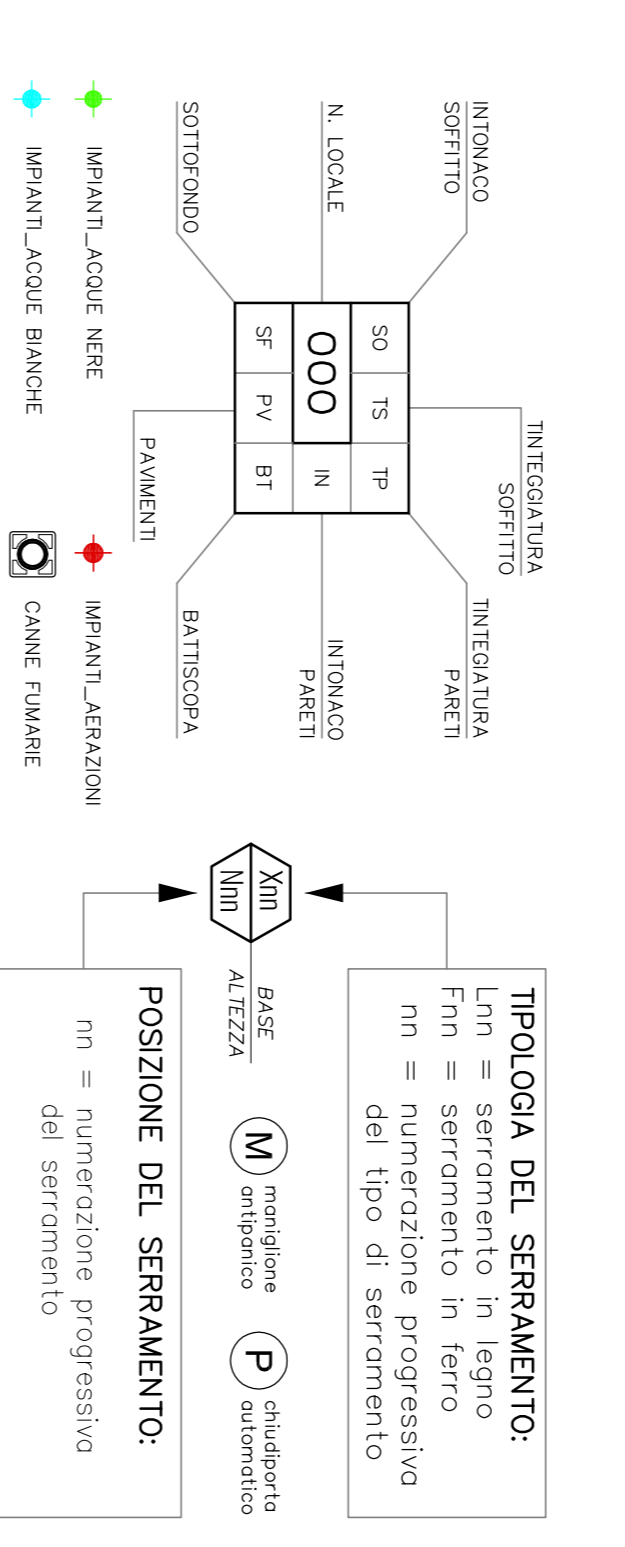 TINTEGGIATURA
SOFFITTO
INTONACO
SOFFITTO
TINTEGIATURA
PARETI
N. LOCALE
INTONACO
PARETI
SOTTOFONDO
BATTISCOPA
PAVIMENTI
SO TS TP
000 IN
SF PV BT
IMPIANTI_ACQUE NERE
IMPIANTI_AERAZIONI
IMPIANTI_ACQUE BIANCHE
CANNE FUMARIE
TIPOLOGIA DEL SERRAMENTO:
Lnn = serramento in legno
Fnn = serramento in ferro
nn = numerazione progressiva
del tipo di serramento
Xnn
Nnn
BASE
ALTEZZA
M
maniglione
antipanico
P
chiudiporta
automatico
POSIZIONE DEL SERRAMENTO:
nn = numerazione progressiva
del serramento